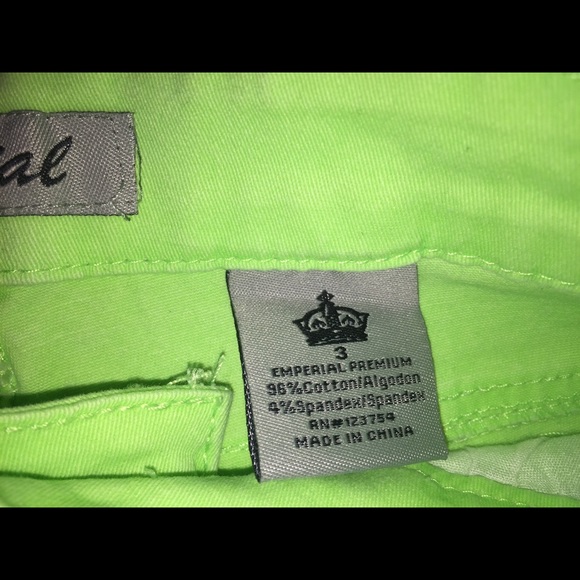 ial
3
EMPERIAL PREMIUM
96%Cotton/Algodon
4%Spandex/Spandex
RN#123754
MADE IN CHINA